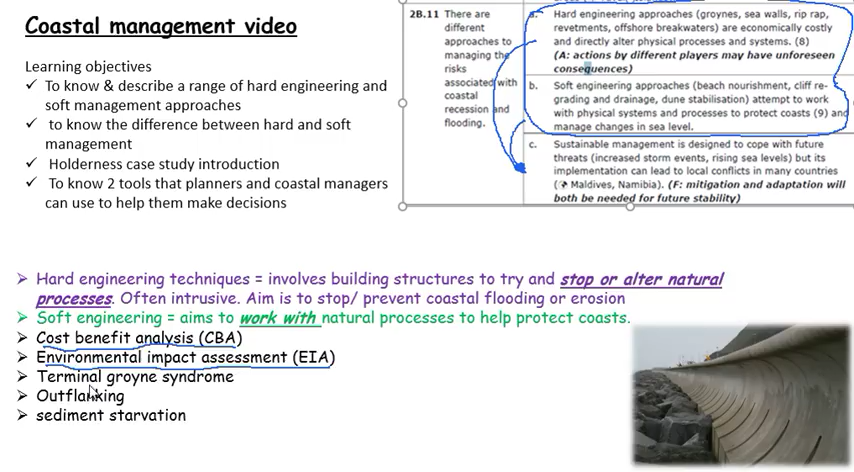 Coastal management video
Learning objectives
✓ To know & describe a range of hard engineering and
soft management approaches
✓ to know the difference between hard and soft
management
✓ Holderness case study introduction
✓ To know 2 tools that planners and coastal managers
can use to help them make decisions
2B.11 There are
different
approaches to
managing the
risks
associated with
coastal
recession and
flooding.
a. Hard engineering approaches (groynes, sea walls, rip rap,
revetments, offshore breakwaters) are economically costly
and directly alter physical processes and systems. (8)
(A: actions by different players may have unforeseen
consequences)
b. Soft engineering approaches (beach nourishment, cliff re-
grading and drainage, dune stabilisation) attempt to work
with physical systems and processes to protect coasts (9) and
manage changes in sea level.
c. Sustainable management is designed to cope with future
threats (increased storm events, rising sea levels) but its
implementation can lead to local conflicts in many countries
(Maldives, Namibia). (F: mitigation and adaptation will
both be needed for future stability)
➢ Hard engineering techniques = involves building structures to try and stop or alter natural
processes. Often intrusive. Aim is to stop/ prevent coastal flooding or erosion
➢ Soft engineering = aims to work with natural processes to help protect coasts.
➢ Cost benefit analysis (CBA)
➢ Environmental impact assessment (EIA)
➢ Terminal groyne syndrome
➢ Outflanking
➢ sediment starvation